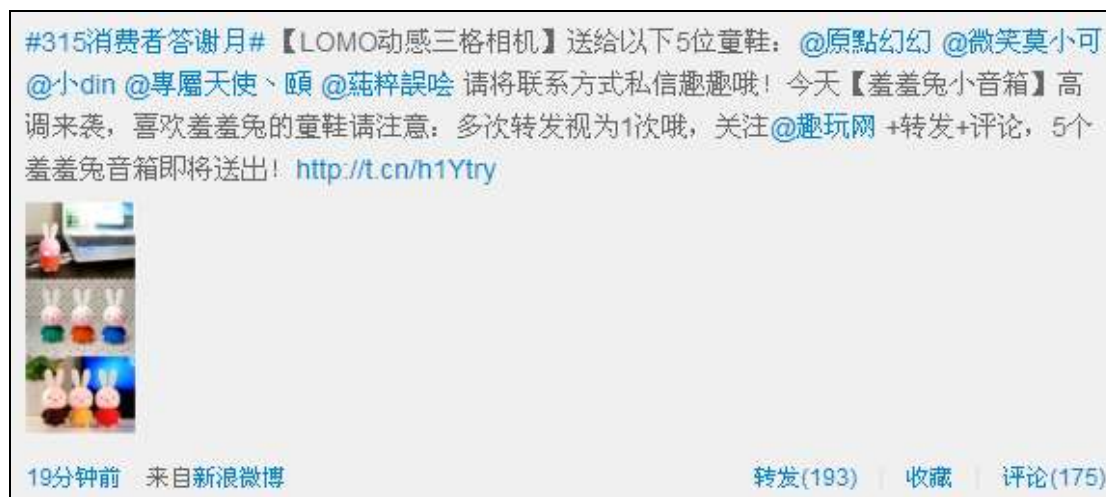 #315消费者答谢月#【LOMO动感三格相机】送给以下5位童鞋：@原點幻幻 @微笑莫小可
@小din @專屬天使丶頤 @蓅粹誤唸 请将联系方式私信趣趣哦！今天【羞羞兔小音箱】高
调来袭，喜欢羞羞兔的童鞋请注意：多次转发视为1次哦，关注@趣玩网 +转发+评论，5个
羞羞兔音箱即将送出！http://t.cn/h1Ytry
19分钟前 来自新浪微博 转发(193) | 收藏 | 评论(175)